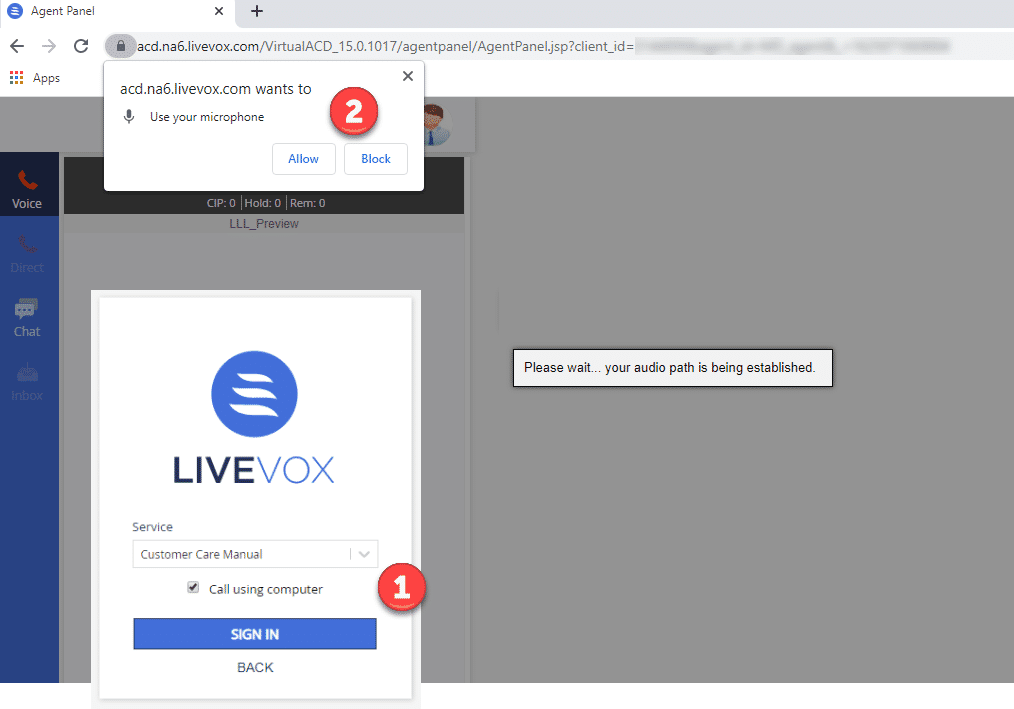 Agent Panel
acd.na6.livevox.com/VirtualACD_15.0.1017/agentpanel/AgentPanel.jsp?client_id=
Apps
acd.na6.livevox.com wants to
Use your microphone
2
Allow
Block
Voice
CIP: 0 Hold: 0 Rem: 0
LLL_Preview
Direct
Chat
Inbox
Please wait... your audio path is being established.
LIVEVOX
Service
Customer Care Manual
Call using computer
1
SIGN IN
BACK